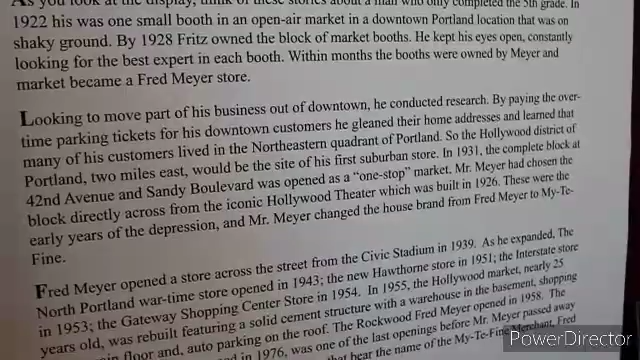 As you look at the display, think of these stories about a man who only completed the 5th grade. In
1922 his was one small booth in an open-air market in a downtown Portland location that was on
shaky ground. By 1928 Fritz owned the block of market booths. He kept his eyes open, constantly
looking for the best expert in each booth. Within months the booths were owned by Meyer and
market became a Fred Meyer store.
Looking to move part of his business out of downtown, he conducted research. By paying the over-
time parking tickets for his downtown customers he gleaned their home addresses and learned that
many of his customers lived in the Northeastern quadrant of Portland. So the Hollywood district of
Portland, two miles east, would be the site of his first suburban store. In 1931, the complete block at
42nd Avenue and Sandy Boulevard was opened as a “one-stop” market. Mr. Meyer had chosen the
block directly across from the iconic Hollywood Theater which was built in 1926. These were the
early years of the depression, and Mr. Meyer changed the house brand from Fred Meyer to My-Te-
Fine.
Fred Meyer opened a store across the street from the Civic Stadium in 1939. As he expanded, The
North Portland war-time store opened in 1943; the new Hawthorne store in 1951; the Interstate store
in 1953; the Gateway Shopping Center Store in 1954. In 1955, the Hollywood market, nearly 25
years old, was rebuilt featuring a solid cement structure with a warehouse in the basement, shopping
floor and, auto parking on the roof. The Rockwood Fred Meyer opened in 1958. The
in 1976, was one of the last openings before Mr. Meyer passed away
that bear the name of the My-Te-Fine Merchant, Fred
PowerDirector